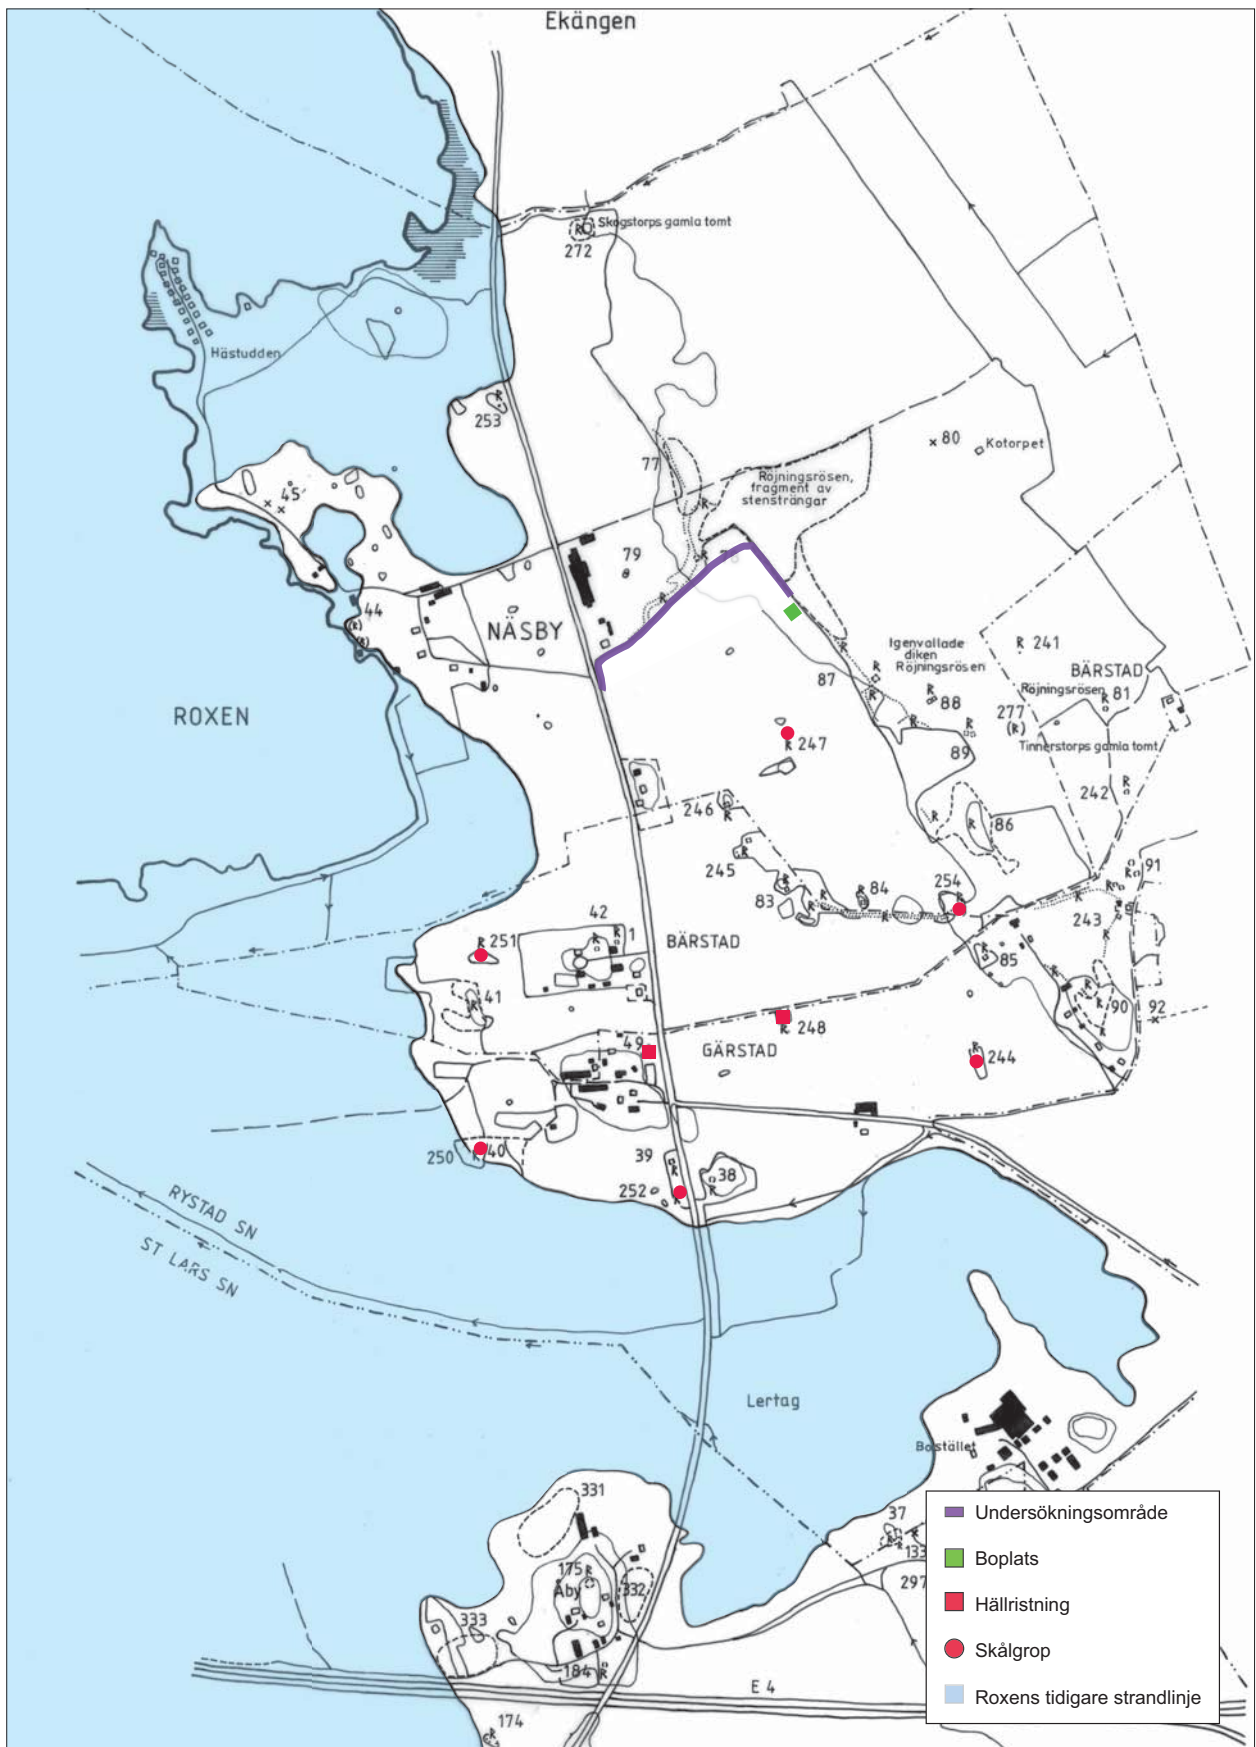 Ekängen
Skogstorps gamla tomt
R
272
Hästudden
253
77
x 80
Kotorpet
Röjningsrösen,
fragment av
stensträngar
45
79
44
(R)
(R)
NÄSBY
Igenvallade
diken
Röjningsrösen
R 241
BÄRSTAD
Röjningsrösen
81
87
88
277
(R)
ROXEN
89
Tinnerstorps gamla tomt
R 247
242
246
R
86
245
83
84
254
91
243
42
1
R 251
BÄRSTAD
85
41
90
92
R 248
49
GÄRSTAD
244
250
40
39
38
252
RYSTAD SN
ST LARS SN
Lertag
Bostället
331
37
133
175
Åby
332
297
333
184
E 4
174
Undersökningsområde
Boplats
Hällristning
Skålgrop
Roxens tidigare strandlinje